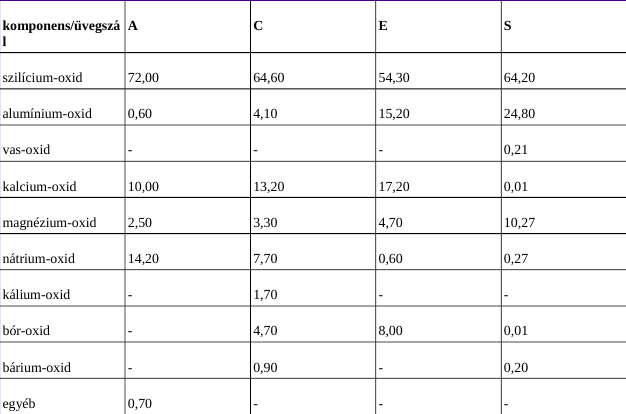 komponens/üvegszá A C E S
l
szilícium-oxid 72,00 64,60 54,30 64,20
alumínium-oxid 0,60 4,10 15,20 24,80
vas-oxid - - - 0,21
kalcium-oxid 10,00 13,20 17,20 0,01
magnézium-oxid 2,50 3,30 4,70 10,27
nátrium-oxid 14,20 7,70 0,60 0,27
kálium-oxid - 1,70 - -
bór-oxid - 4,70 8,00 0,01
bárium-oxid - 0,90 - 0,20
egyéb 0,70 - - -